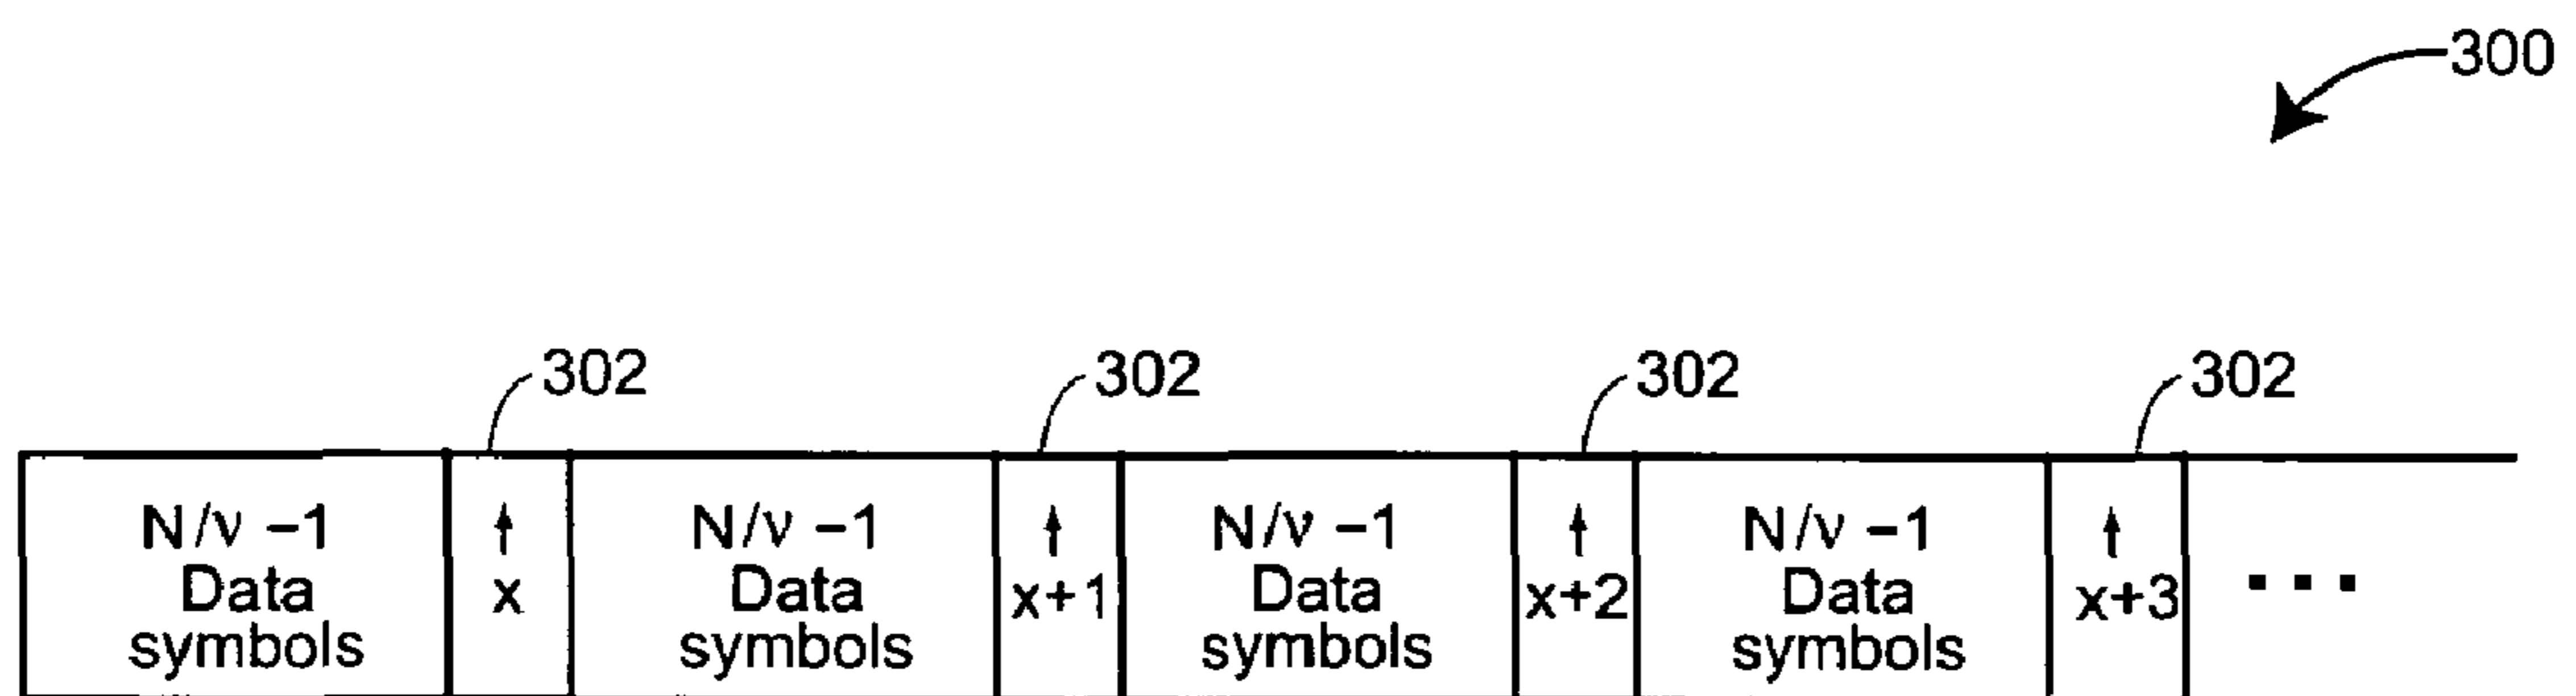 300
302 302 302 302
N/ν −1 N/ν −1 N/ν −1 N/ν −1
Data x Data x+1 Data x+2 Data x+3 ...
symbols symbols symbols symbols